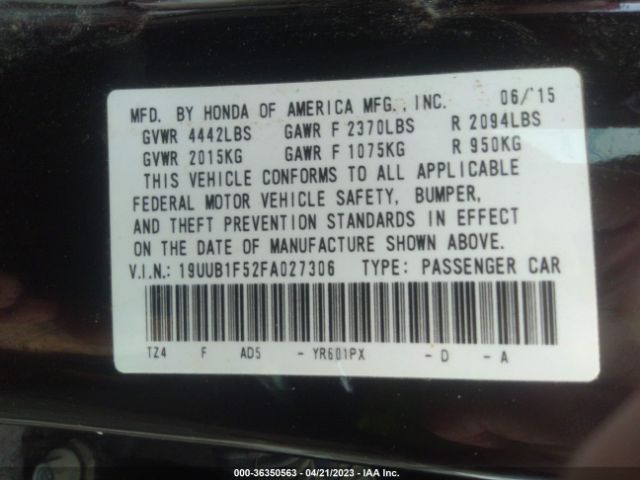 MFD. BY HONDA OF AMERICA MFG., INC. 06/'15
GVWR 4442LBS GAWR F 2370LBS R 2094LBS
GVWR 2015KG GAWR F 1075KG R 950KG
THIS VEHICLE CONFORMS TO ALL APPLICABLE
FEDERAL MOTOR VEHICLE SAFETY, BUMPER,
AND THEFT PREVENTION STANDARDS IN EFFECT
ON THE DATE OF MANUFACTURE SHOWN ABOVE.
V.I.N.: 19UUB1F52FA027306 TYPE: PASSENGER CAR
TZ4 F AD5 - YR601PX - D - A
000-36350563 - 04/21/2023 - IAA Inc.